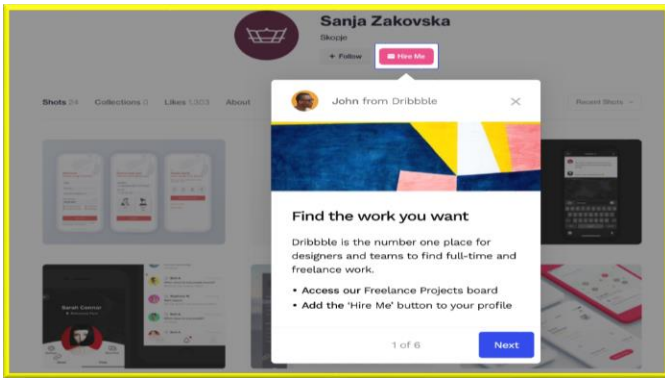 Sanja Zakovska
Skopje
+ Follow
Hire Me
Shots 24 Collections 0 Likes 1,503 About
Recent Shots
John from Dribbble
Find the work you want
Dribbble is the number one place for
designers and teams to find full-time and
freelance work.
• Access our Freelance Projects board
• Add the ‘Hire Me’ button to your profile
1 of 6
Next
Sarah Connor